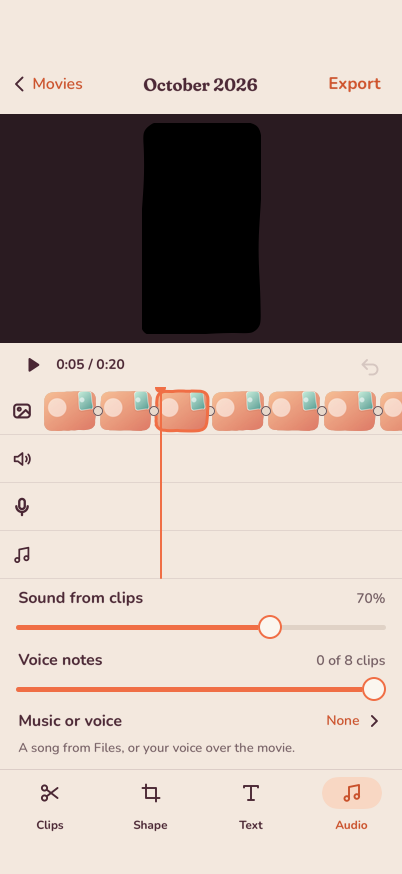 Movies
October 2026
Export
0:05 / 0:20
Sound from clips
70%
Voice notes
0 of 8 clips
Music or voice
None
A song from Files, or your voice over the movie.
Clips
Shape
Text
Audio